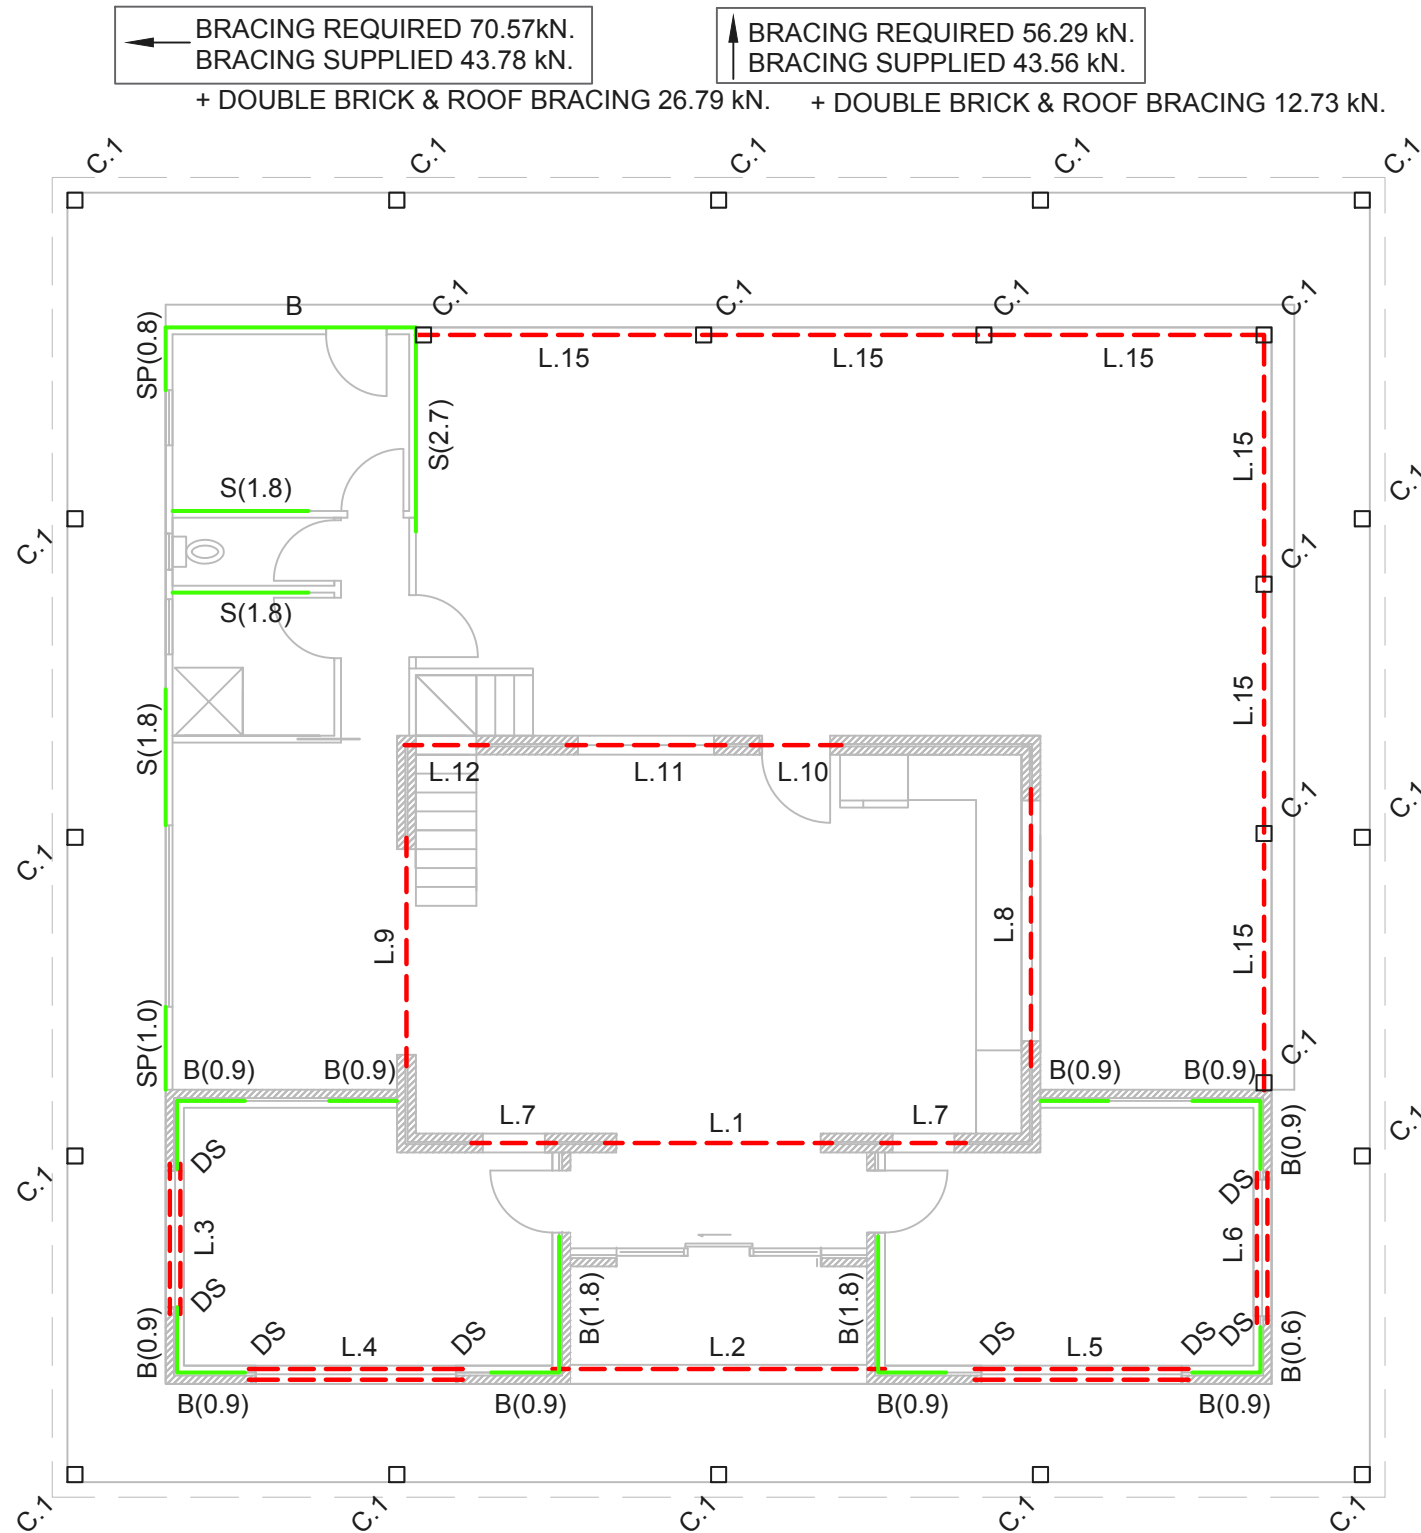 BRACING REQUIRED 70.57kN.
BRACING SUPPLIED 43.78 kN.
+ DOUBLE BRICK & ROOF BRACING 26.79 kN.
BRACING REQUIRED 56.29 kN.
BRACING SUPPLIED 43.56 kN.
+ DOUBLE BRICK & ROOF BRACING 12.73 kN.
C.1
C.1
C.1
C.1
C.1
B
C.1
C.1
C.1
C.1
SP(0.8)
L.15
L.15
L.15
S(2.7)
L.15
S(1.8)
C.1
C.1
C.1
S(1.8)
S(1.8)
L.15
L.12
L.11
L.10
C.1
C.1
C.1
L.9
L.8
L.15
SP(1.0)
B(0.9)
B(0.9)
B(0.9)
B(0.9)
C.1
L.7
L.1
L.7
C.1
B(0.9)
DS
C.1
DS
L.3
L.6
DS
B(1.8)
B(1.8)
B(0.9)
DS
L.4
DS
L.2
DS
L.5
DS
DS
B(0.6)
B(0.9)
B(0.9)
B(0.9)
B(0.9)
C.1
C.1
C.1
C.1
C.1